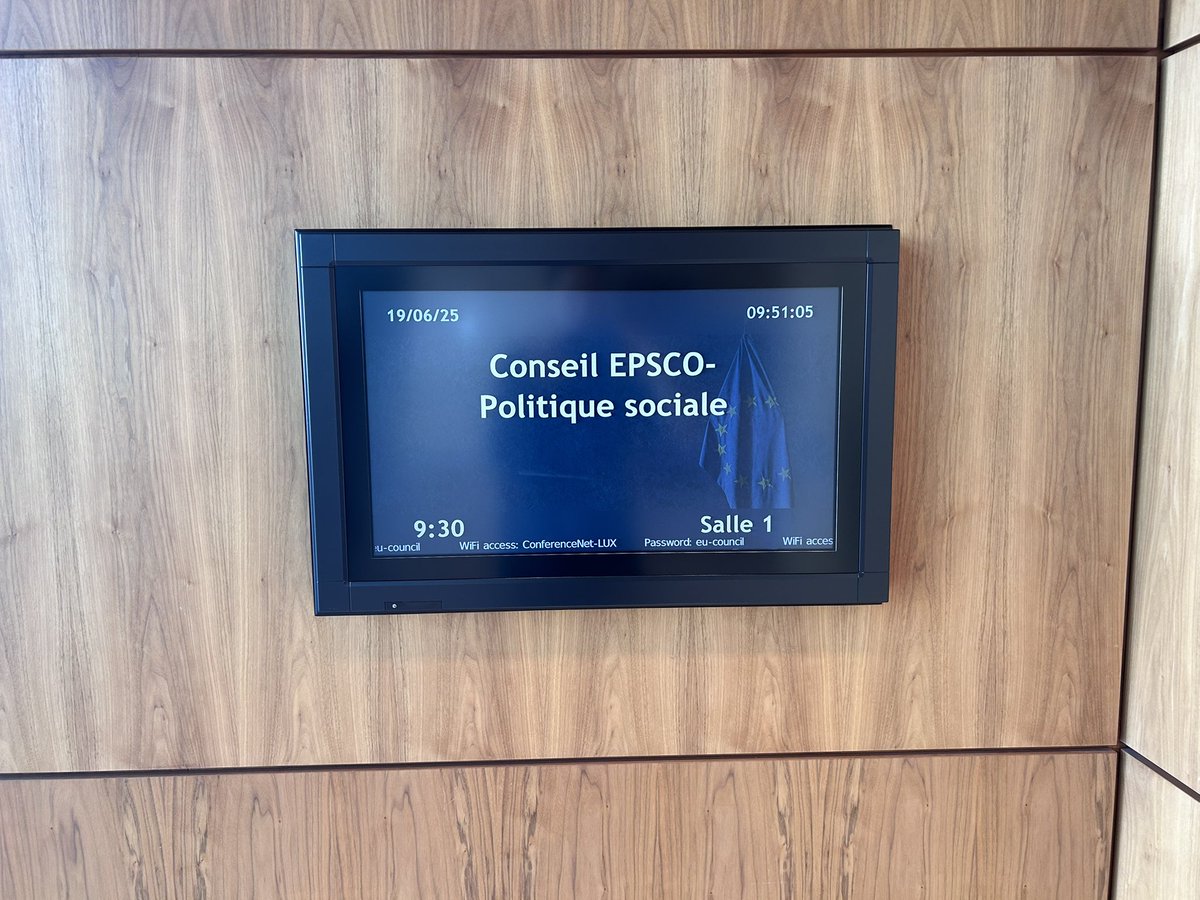 19/06/25 09:51:05
Conseil EPSCO-
Politique sociale
9:30 Salle 1
eu-council WiFi access: ConferenceNet-LUX Password: eu-council WiFi acces